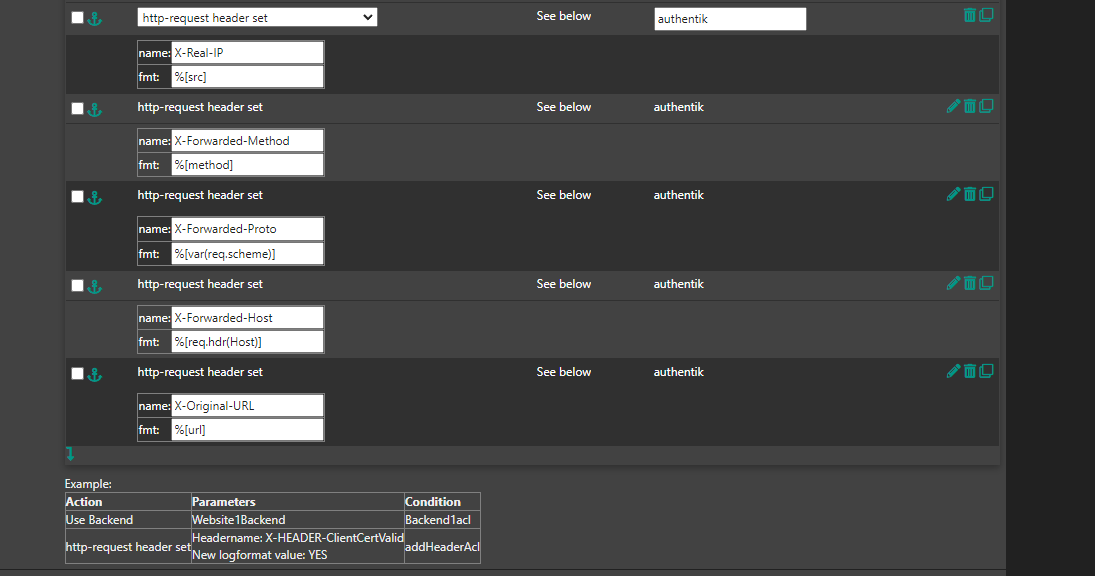 http-request header set See below authentik
name: X-Real-IP
fmt: %[src]
http-request header set See below authentik
name: X-Forwarded-Method
fmt: %[method]
http-request header set See below authentik
name: X-Forwarded-Proto
fmt: %[var(req.scheme)]
http-request header set See below authentik
name: X-Forwarded-Host
fmt: %[req.hdr(Host)]
http-request header set See below authentik
name: X-Original-URL
fmt: %[url]
Example:
Action Parameters Condition
Use Backend Website1Backend Backend1acl
http-request header set Headername: X-HEADER-ClientCertValid addHeaderAcl
New logformat value: YES